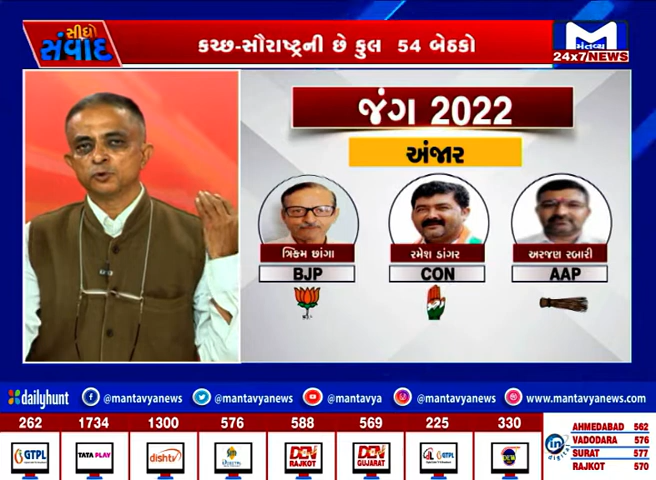 સીધો
સંવાદ
કચ્છ-સૌરાષ્ટ્રની છે કુલ 54 બેઠકો
મંતવ્ય
24x7NEWS
જંગ 2022
અંજાર
ત્રિકમ છાંગા
રમેશ ડાંગર
અરજણ રબારી
BJP
CON
AAP
dailyhunt
@mantavyanews
@mantavyanews
@mantavya
@mantavyanews
www.mantavyanews.com
262 1734 1300 576 588 569 225 330
GTPL
TATA PLAY
dishtv
DEN
RAJKOT
DEN
GUJARAT
GTPL
in
digital
AHMEDABAD 562
VADODARA 576
SURAT 577
RAJKOT 570